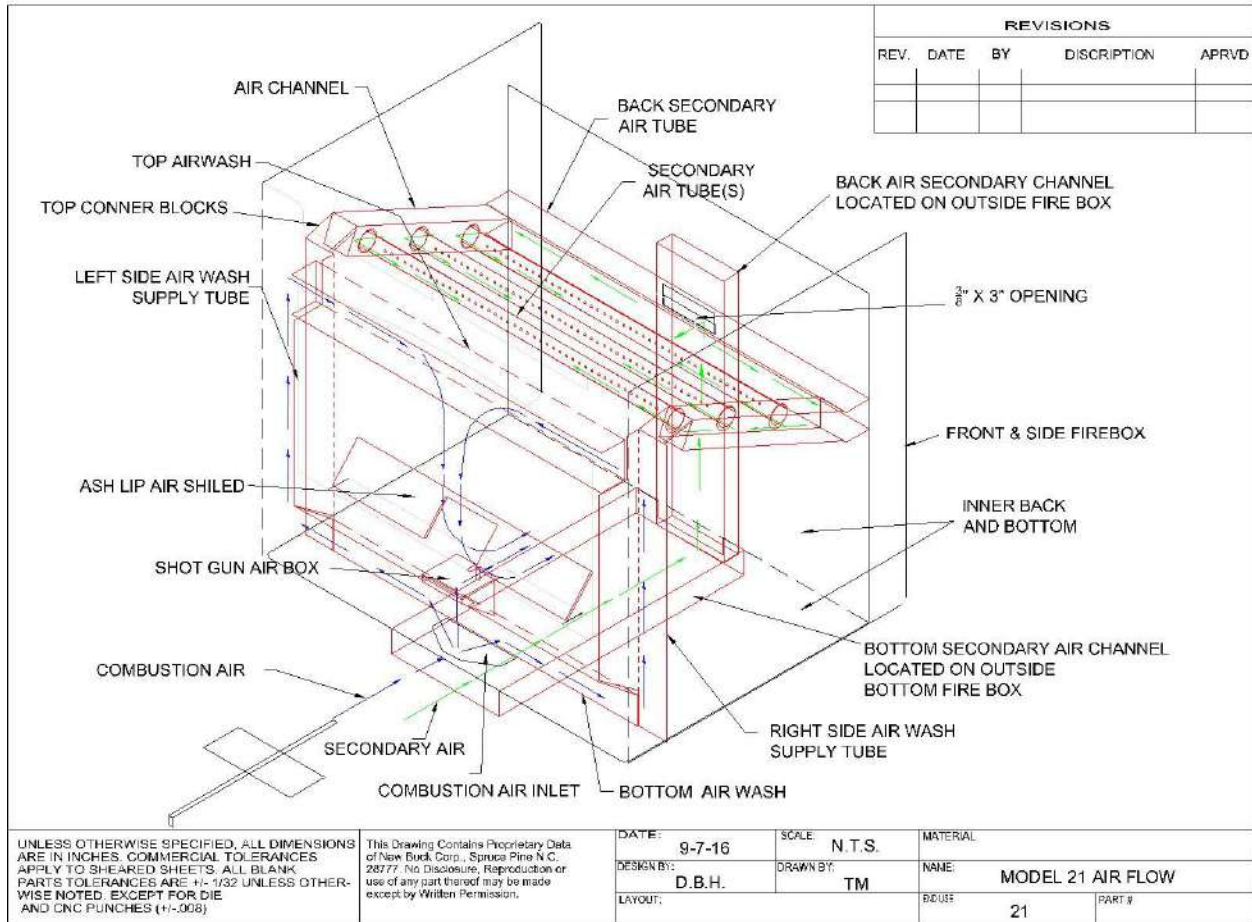 REVISIONS
REV. DATE BY DISCRIPTION APRVD
AIR CHANNEL
BACK SECONDARY
AIR TUBE
TOP AIRWASH
SECONDARY
AIR TUBE(S)
BACK AIR SECONDARY CHANNEL
LOCATED ON OUTSIDE FIRE BOX
TOP CONNER BLOCKS
LEFT SIDE AIR WASH
SUPPLY TUBE
3/8" X 3" OPENING
FRONT & SIDE FIREBOX
ASH LIP AIR SHILED
INNER BACK
AND BOTTOM
SHOT GUN AIR BOX
BOTTOM SECONDARY AIR CHANNEL
LOCATED ON OUTSIDE
BOTTOM FIRE BOX
COMBUSTION AIR
SECONDARY AIR
RIGHT SIDE AIR WASH
SUPPLY TUBE
COMBUSTION AIR INLET
BOTTOM AIR WASH
UNLESS OTHERWISE SPECIFIED, ALL DIMENSIONS
ARE IN INCHES. COMMERCIAL TOLERANCES
APPLY TO SHEARED SHEETS. ALL BLANK
PARTS TOLERANCES ARE +/- 1/32 UNLESS OTHER-
WISE NOTED. EXCEPT FOR DIE
AND CNC PUNCHES (+/-.008)
This Drawing Contains Proprietary Data
of New Buck Corp., Spruce Pine N.C.
28777. No Disclosure, Reproduction or
use of any part thereof may be made
except by Written Permission.
DATE: 9-7-16
SCALE: N.T.S.
MATERIAL
DESIGN BY: D.B.H.
DRAWN BY: TM
NAME: MODEL 21 AIR FLOW
LAYOUT:
ENDUSE 21
PART #